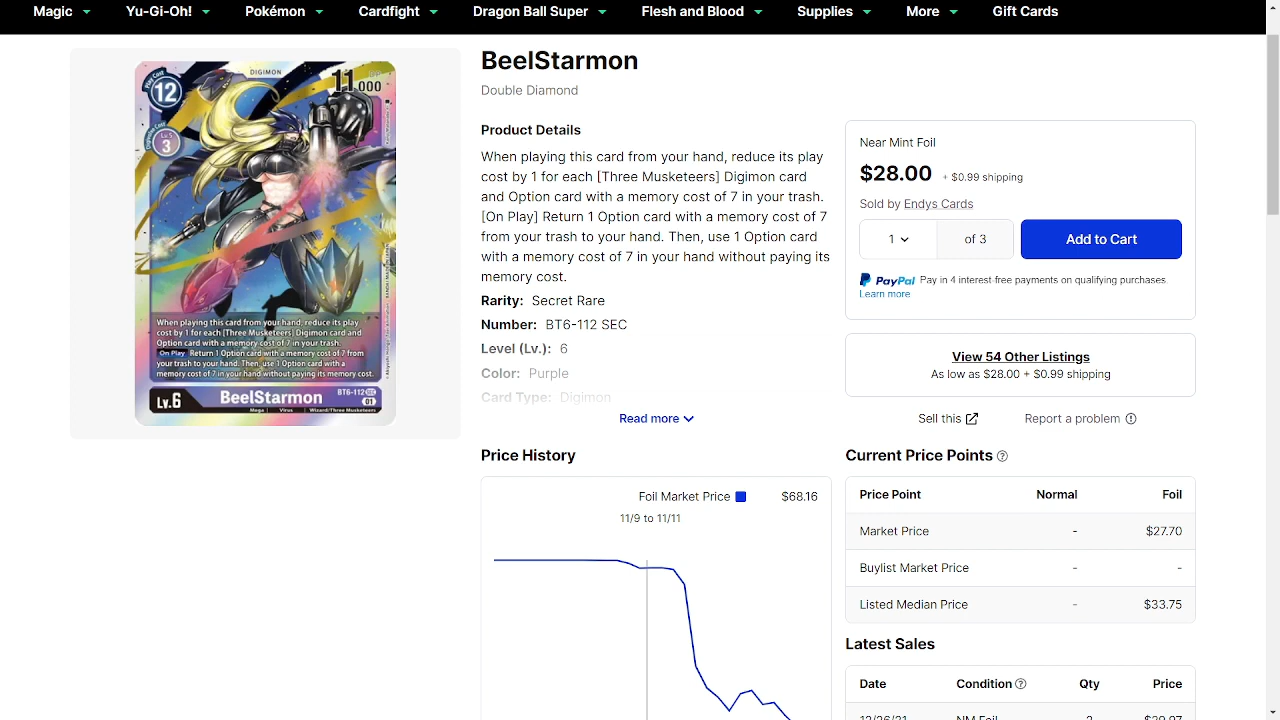 Magic Yu-Gi-Oh! Pokémon Cardfight Dragon Ball Super Flesh and Blood Supplies More Gift Cards
BeelStarmon
Double Diamond
Product Details
When playing this card from your hand, reduce its play
cost by 1 for each [Three Musketeers] Digimon card
and Option card with a memory cost of 7 in your trash.
[On Play] Return 1 Option card with a memory cost of 7
from your trash to your hand. Then, use 1 Option card
with a memory cost of 7 in your hand without paying its
memory cost.
Rarity: Secret Rare
Number: BT6-112 SEC
Level (Lv.): 6
Color: Purple
Card Type: Digimon
Read more
Play Cost
12
DIGIMON
11000
Lv.5
3
When playing this card from your hand, reduce its play
cost by 1 for each [Three Musketeers] Digimon card and
Option card with a memory cost of 7 in your trash.
On Play Return 1 Option card with a memory cost of 7 from
your trash to your hand. Then, use 1 Option card with a
memory cost of 7 in your hand without paying its memory cost.
Lv.6
BeelStarmon
BT6-112 SEC
01
Mega | Virus | Wizard/Three Musketeers
Near Mint Foil
$28.00 + $0.99 shipping
Sold by Endys Cards
1 of 3
Add to Cart
PayPal Pay in 4 interest-free payments on qualifying purchases.
Learn more
View 54 Other Listings
As low as $28.00 + $0.99 shipping
Sell this Report a problem
Price History
Foil Market Price $68.16
11/9 to 11/11
Current Price Points
Price Point Normal Foil
Market Price - $27.70
Buylist Market Price - -
Listed Median Price - $33.75
Latest Sales
Date Condition Qty Price